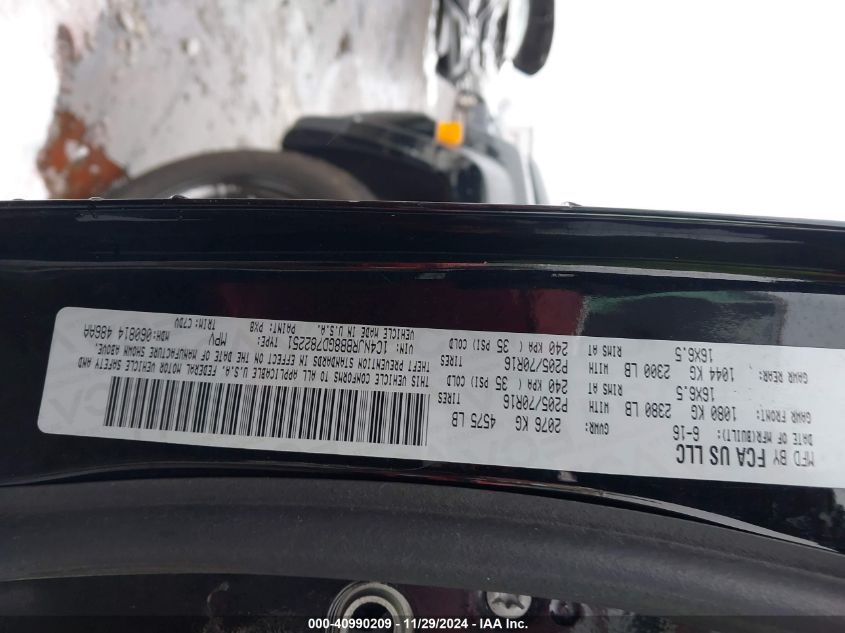 MFD BY FCA US LLC
DATE OF MFR(BUILT): 6-16
GVWR: 2076 KG 4575 LB
GAWR FRONT: 1080 KG 2380 LB WITH P205/70R16 TIRES
16X6.5 RIMS AT 240 KPA ( 35 PSI) COLD
GAWR REAR: 1044 KG 2300 LB WITH P205/70R16 TIRES
16X6.5 RIMS AT 240 KPA ( 35 PSI) COLD
THIS VEHICLE CONFORMS TO ALL APPLICABLE U.S.A. FEDERAL MOTOR VEHICLE SAFETY AND
THEFT PREVENTION STANDARDS IN EFFECT ON THE DATE OF MANUFACTURE SHOWN ABOVE.
VIN: 1C4NJRBB8GD782251 TYPE: MPV MDH:060814 486AA
VEHICLE MADE IN U.S.A. PAINT: PX8 TRIM: C7DV
000-40990209 - 11/29/2024 - IAA Inc.